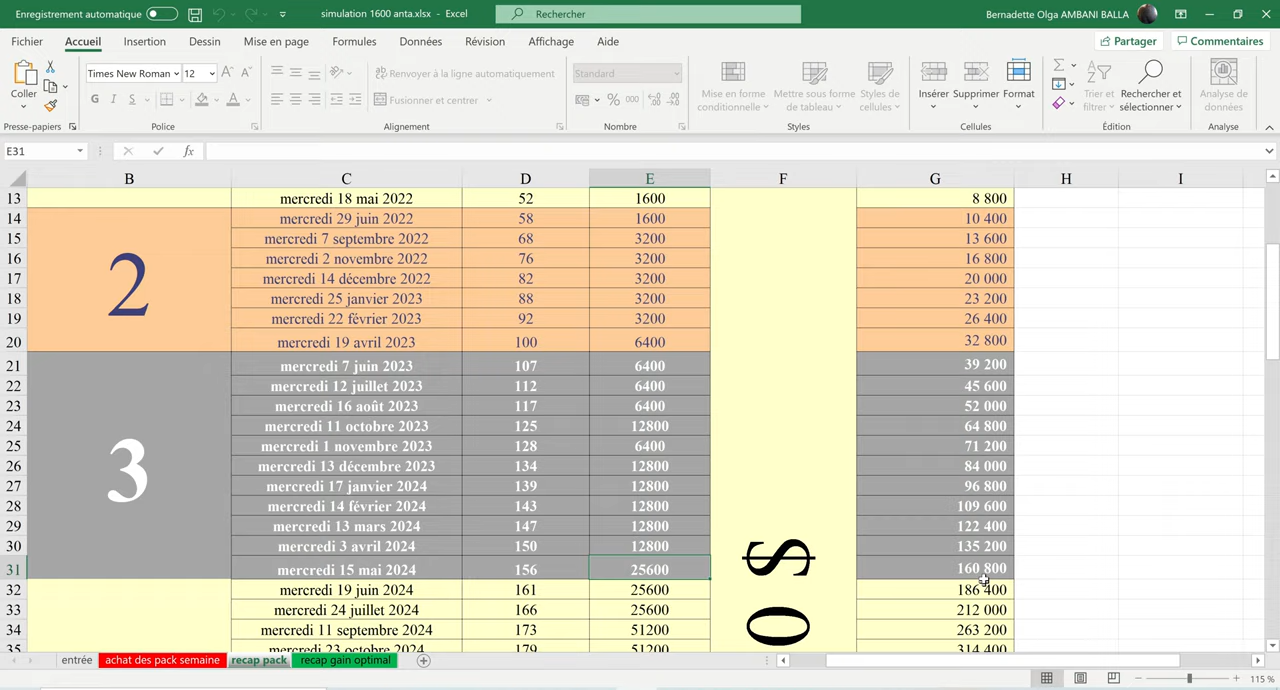 Enregistrement automatique simulation 1600 anta.xlsx - Excel Rechercher Bernadette Olga AMBANI BALLA
Fichier Accueil Insertion Dessin Mise en page Formules Données Révision Affichage Aide Partager Commentaires
Coller Times New Roman 12 Renvoyer à la ligne automatiquement Standard
G I S Fusionner et centrer % 000
Mise en forme conditionnelle Mettre sous forme de tableau Styles de cellules Insérer Supprimer Format Trier et filtrer Rechercher et sélectionner Analyse de données
Presse-papiers Police Alignement Nombre Styles Cellules Édition Analyse
E31 fx
B C D E F G H I
13 mercredi 18 mai 2022 52 1600 8 800
14 mercredi 29 juin 2022 58 1600 10 400
15 mercredi 7 septembre 2022 68 3200 13 600
16 mercredi 2 novembre 2022 76 3200 16 800
2
17 mercredi 14 décembre 2022 82 3200 20 000
18 mercredi 25 janvier 2023 88 3200 23 200
19 mercredi 22 février 2023 92 3200 26 400
20 mercredi 19 avril 2023 100 6400 32 800
21 mercredi 7 juin 2023 107 6400 39 200
22 mercredi 12 juillet 2023 112 6400 45 600
23 mercredi 16 août 2023 117 6400 52 000
24 mercredi 11 octobre 2023 125 12800 64 800
25 mercredi 1 novembre 2023 128 6400 71 200
26 mercredi 13 décembre 2023 134 12800 84 000
3
27 mercredi 17 janvier 2024 139 12800 96 800
28 mercredi 14 février 2024 143 12800 109 600
29 mercredi 13 mars 2024 147 12800 122 400
30 mercredi 3 avril 2024 150 12800 135 200
31 mercredi 15 mai 2024 156 25600 160 800
32 mercredi 19 juin 2024 161 25600 186 400
33 mercredi 24 juillet 2024 166 25600 212 000
34 mercredi 11 septembre 2024 173 51200 263 200
35 mercredi 23 octobre 2024 179 51200 314 400
0 $
entrée achat des pack semaine recap pack recap gain optimal
115 %